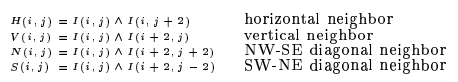 H(i, j) = I(i, j) ∧ I(i, j + 2) horizontal neighbor
V(i, j) = I(i, j) ∧ I(i + 2, j) vertical neighbor
N(i, j) = I(i, j) ∧ I(i + 2, j + 2) NW-SE diagonal neighbor
S(i, j) = I(i, j) ∧ I(i + 2, j − 2) SW-NE diagonal neighbor